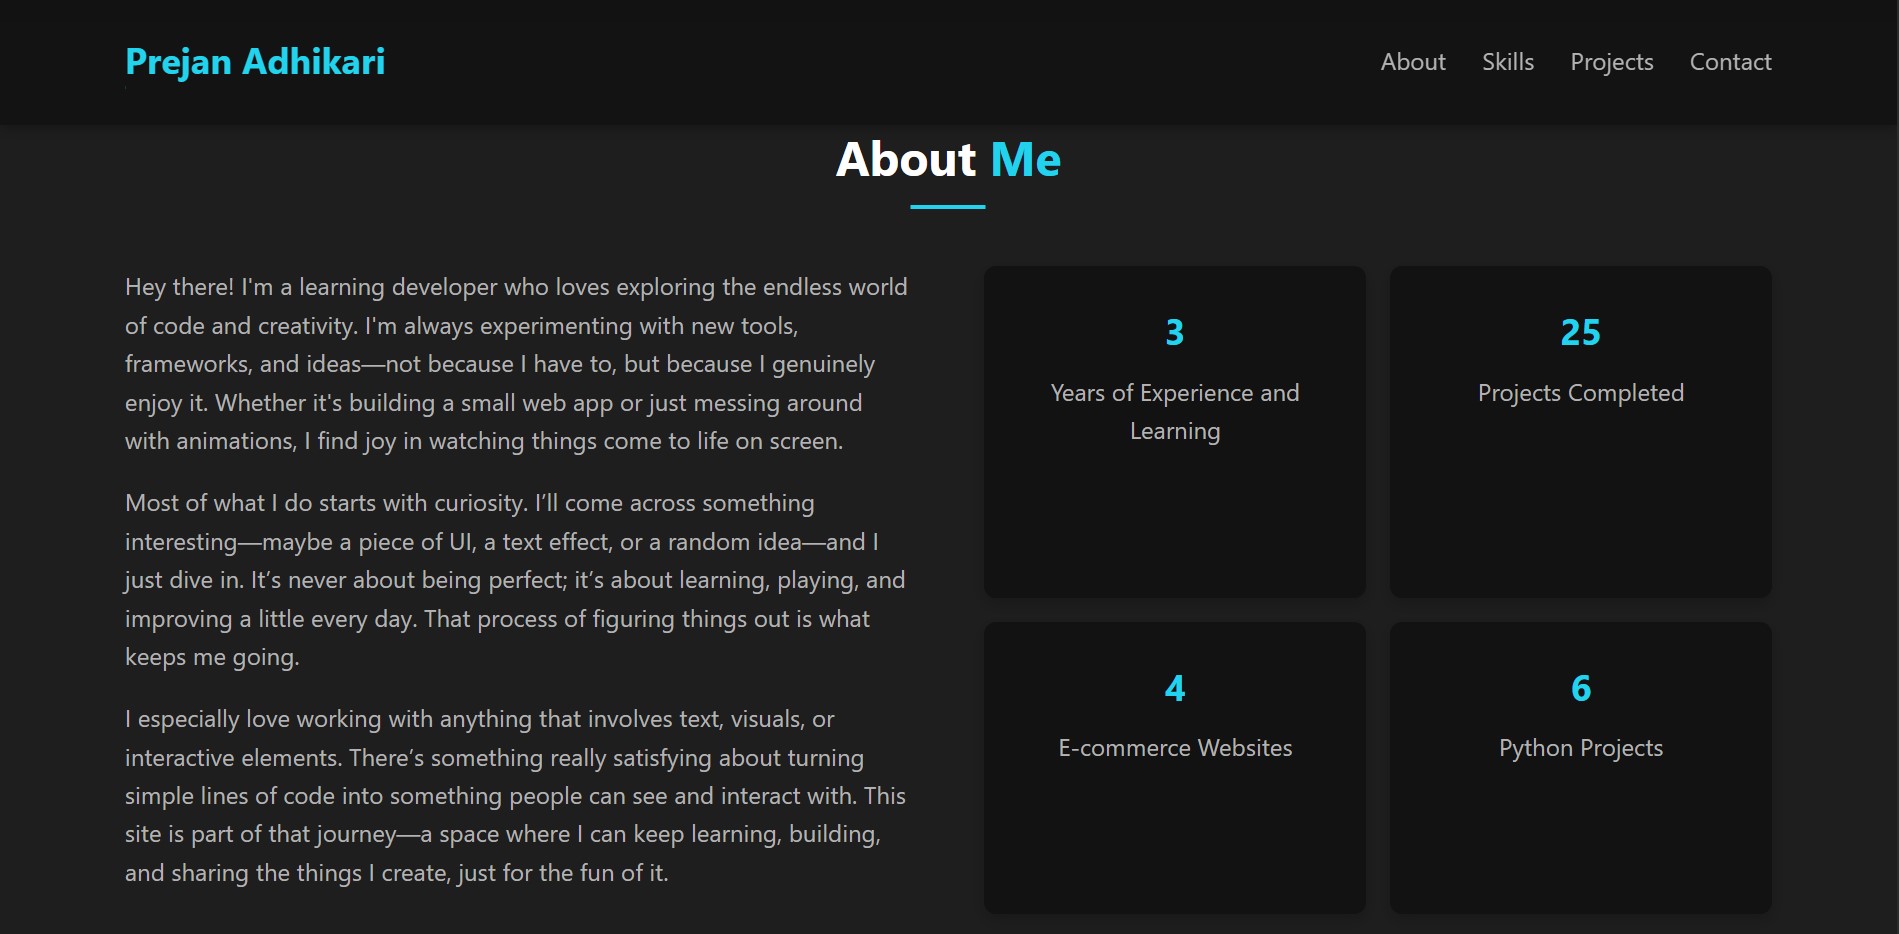 Prejan Adhikari
About Skills Projects Contact
About Me
Hey there! I'm a learning developer who loves exploring the endless world
of code and creativity. I'm always experimenting with new tools,
frameworks, and ideas—not because I have to, but because I genuinely
enjoy it. Whether it's building a small web app or just messing around
with animations, I find joy in watching things come to life on screen.
Most of what I do starts with curiosity. I’ll come across something
interesting—maybe a piece of UI, a text effect, or a random idea—and I
just dive in. It’s never about being perfect; it’s about learning, playing, and
improving a little every day. That process of figuring things out is what
keeps me going.
I especially love working with anything that involves text, visuals, or
interactive elements. There’s something really satisfying about turning
simple lines of code into something people can see and interact with. This
site is part of that journey—a space where I can keep learning, building,
and sharing the things I create, just for the fun of it.
3
Years of Experience and
Learning
25
Projects Completed
4
E-commerce Websites
6
Python Projects